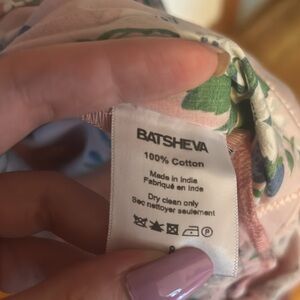 BATSHEVA
100% Cotton
Made in India
Fabriqué en Inde
Dry clean only
Sec nettoyer seulement